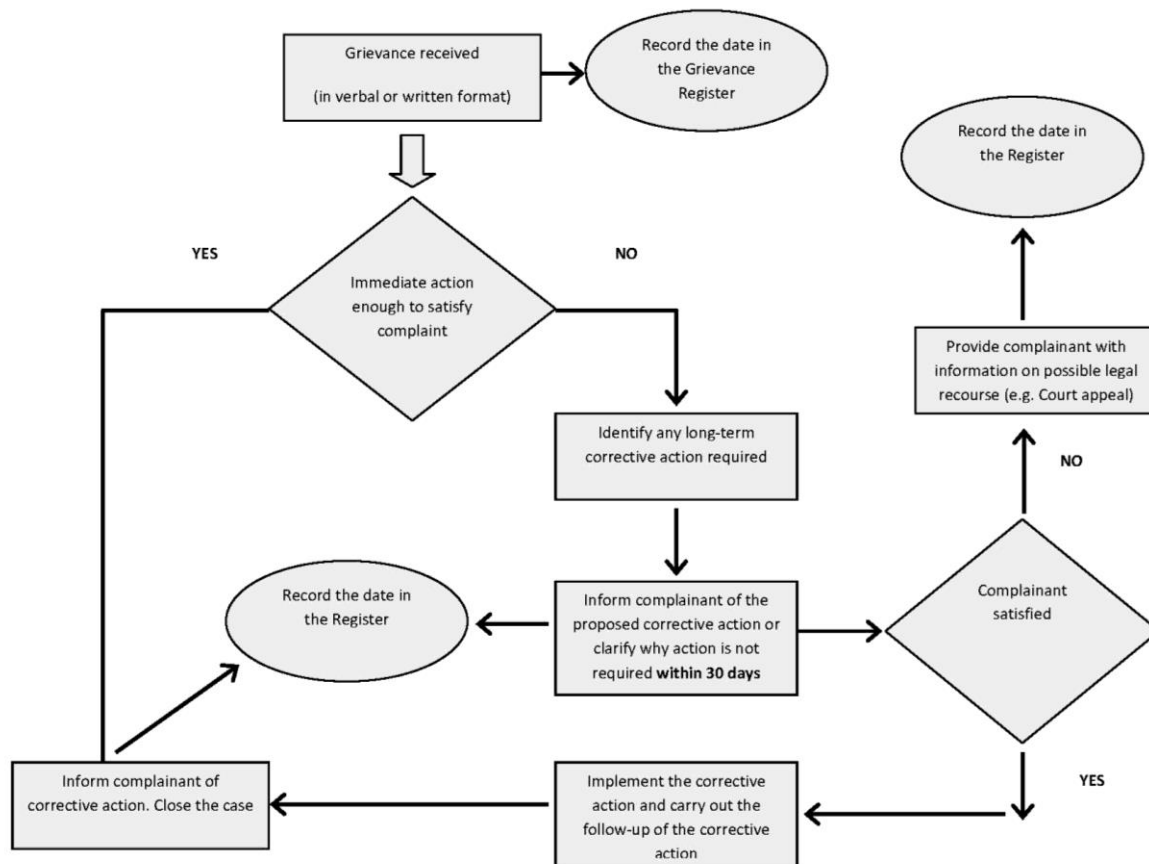 Grievance received
(in verbal or written format)
Record the date in
the Grievance
Register
Record the date in
the Register
YES
NO
Immediate action
enough to satisfy
complaint
Provide complainant with
information on possible legal
recourse (e.g. Court appeal)
Identify any long-term
corrective action required
NO
Record the date in
the Register
Inform complainant of the
proposed corrective action or
clarify why action is not
required within 30 days
Complainant
satisfied
YES
Inform complainant of
corrective action. Close the case
Implement the corrective
action and carry out the
follow-up of the corrective
action